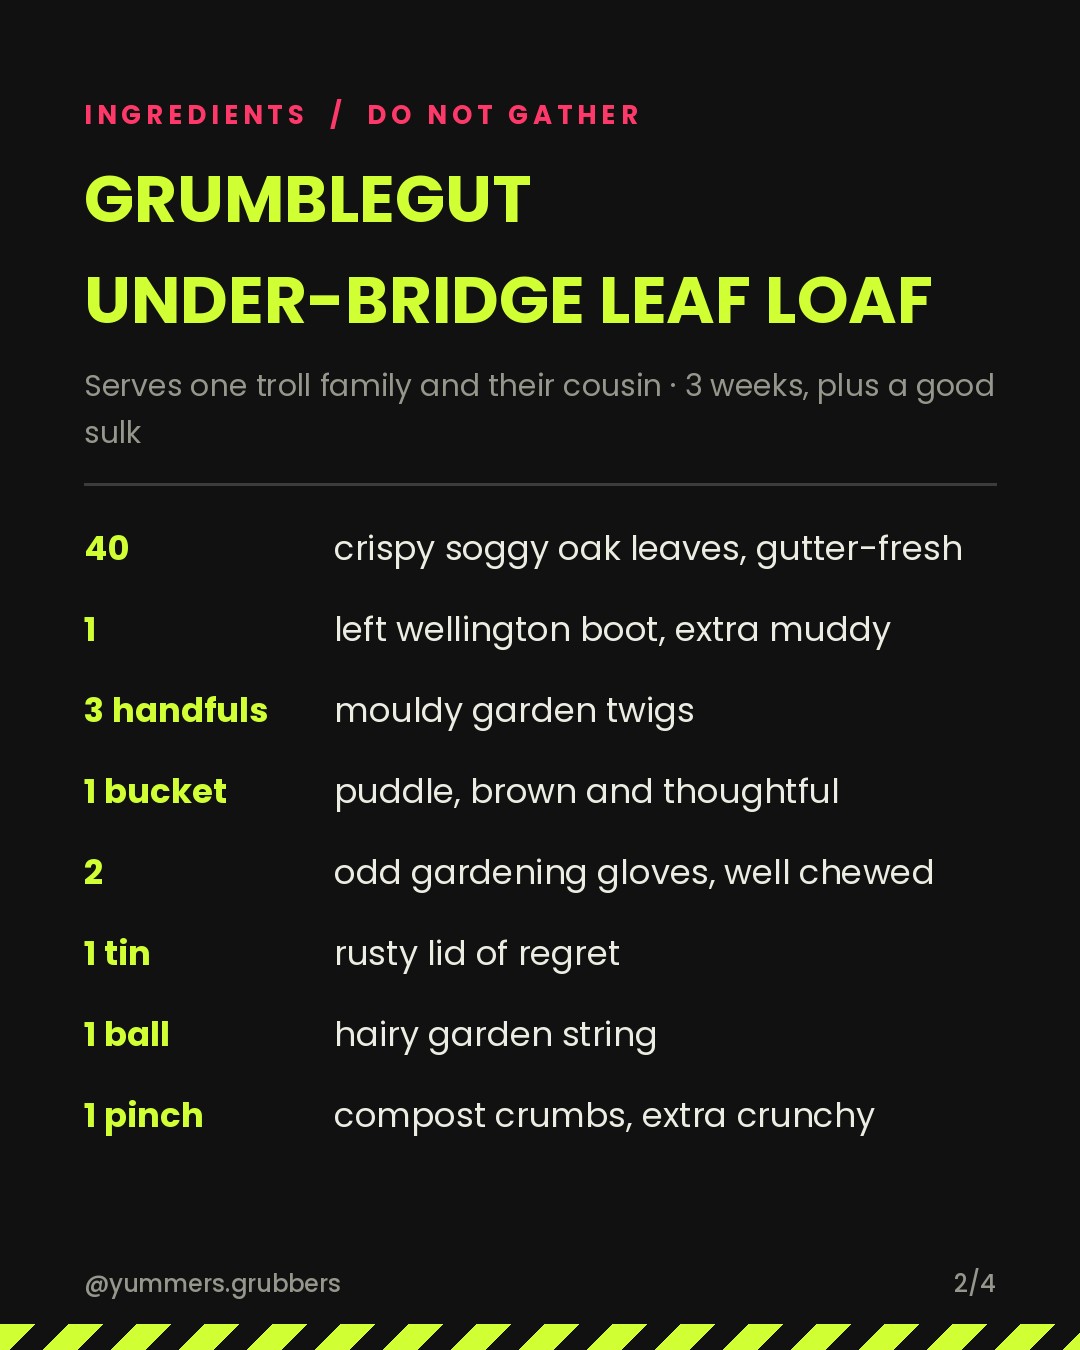 INGREDIENTS / DO NOT GATHER
GRUMBLEGUT
UNDER-BRIDGE LEAF LOAF
Serves one troll family and their cousin · 3 weeks, plus a good
sulk
40 crispy soggy oak leaves, gutter-fresh
1 left wellington boot, extra muddy
3 handfuls mouldy garden twigs
1 bucket puddle, brown and thoughtful
2 odd gardening gloves, well chewed
1 tin rusty lid of regret
1 ball hairy garden string
1 pinch compost crumbs, extra crunchy
@yummers.grubbers 2/4